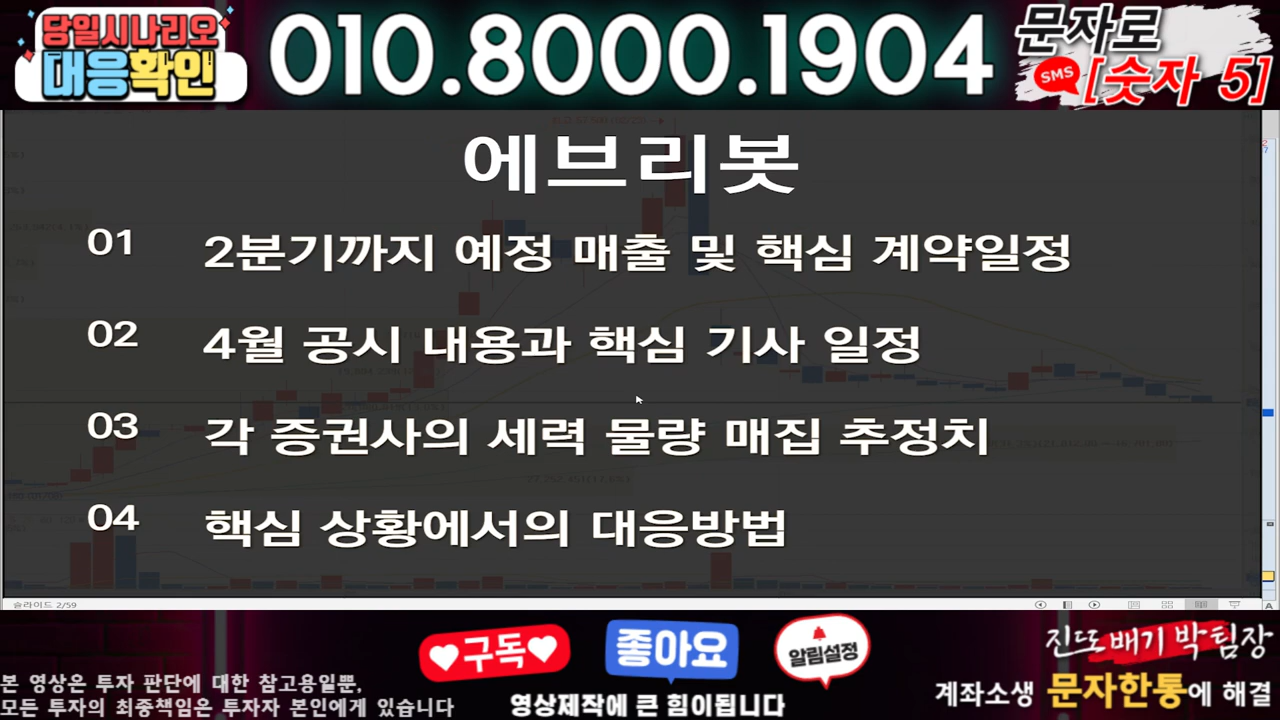 당일시나리오
대응확인
010.8000.1904
문자로
SMS
[숫자 5]
에브리봇
01 2분기까지 예정 매출 및 핵심 계약일정
02 4월 공시 내용과 핵심 기사 일정
03 각 증권사의 세력 물량 매집 추정치
04 핵심 상황에서의 대응방법
슬라이드 2/59
구독
좋아요
알림설정
진또배기 박팀장
본 영상은 투자 판단에 대한 참고용일뿐,
모든 투자의 최종책임은 투자자 본인에게 있습니다
영상제작에 큰 힘이됩니다
계좌소생 문자한통에 해결